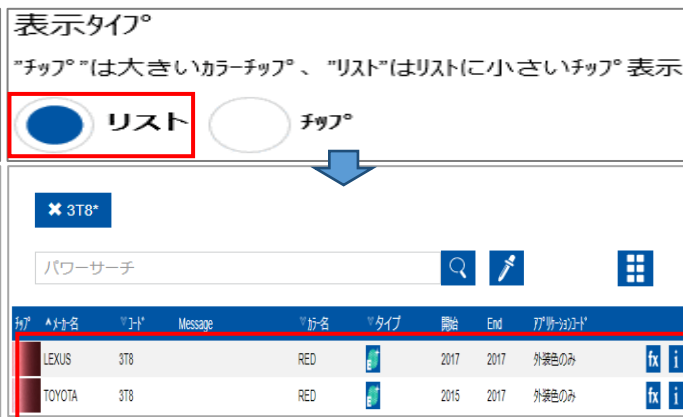 表示ﾀｲﾌﾟ
"ﾁｯﾌﾟ"は大きいｶﾗｰﾁｯﾌﾟ、"ﾘｽﾄ"はﾘｽﾄに小さいﾁｯﾌﾟ表示
リスト ﾁｯﾌﾟ
✖ 3T8*
パワーサーチ
ﾁｯﾌﾟ ▲ﾒｰｶｰ名 ▽ｺｰﾄﾞ Message ▽ｶﾗｰ名 ▽タイプ 開始 End ｱﾌﾟﾘｹｰｼｮﾝｺｰﾄﾞ
LEXUS 3T8 RED E 2017 2017 外装色のみ fx i
TOYOTA 3T8 RED E 2015 2017 外装色のみ fx i